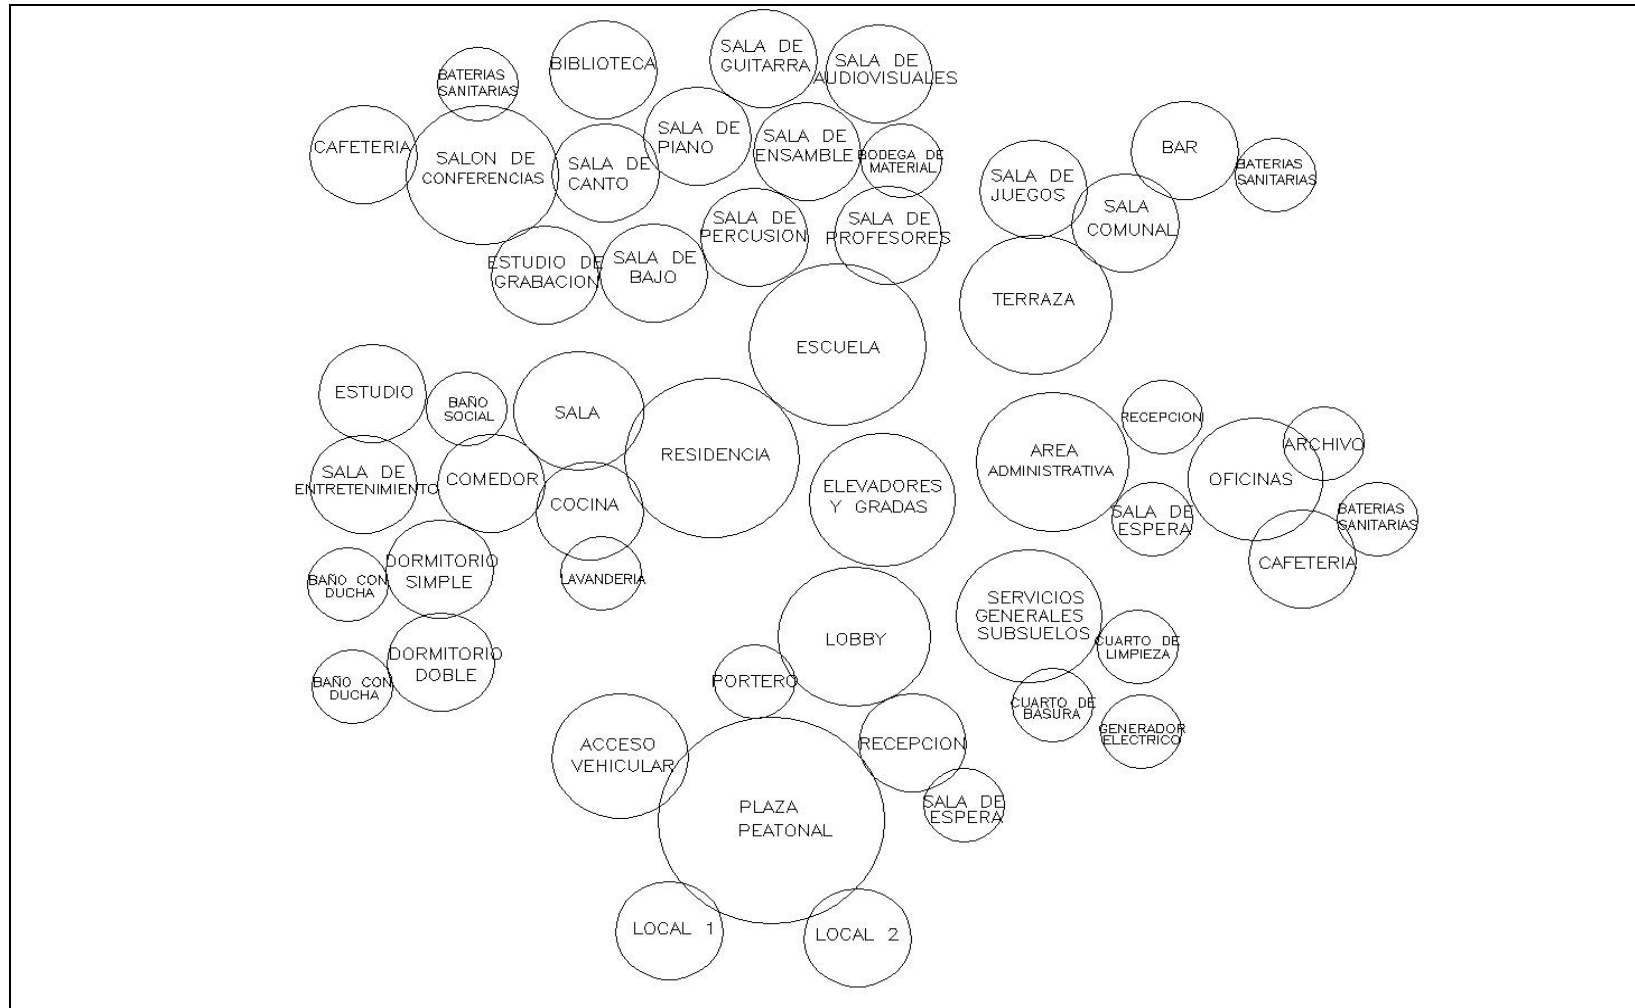 SALA DE
GUITARRA
BIBLIOTECA
SALA DE
AUDIOVISUALES
BATERIAS
SANITARIAS
CAFETERIA
SALON DE
CONFERENCIAS
SALA DE
CANTO
SALA DE
PIANO
SALA DE
ENSAMBLE
BODEGA DE
MATERIAL
BAR
BATERIAS
SANITARIAS
SALA DE
JUEGOS
SALA
COMUNAL
SALA DE
PERCUSION
SALA DE
PROFESORES
ESTUDIO DE
GRABACION
SALA DE
BAJO
TERRAZA
ESCUELA
ESTUDIO
BAÑO
SOCIAL
SALA
RESIDENCIA
AREA
ADMINISTRATIVA
RECEPCION
OFICINAS
ARCHIVO
SALA DE
ENTRETENIMIENTO
COMEDOR
COCINA
ELEVADORES
Y GRADAS
SALA DE
ESPERA
BATERIAS
SANITARIAS
CAFETERIA
BAÑO CON
DUCHA
DORMITORIO
SIMPLE
LAVANDERIA
SERVICIOS
GENERALES
SUBSUELOS
LOBBY
CUARTO DE
LIMPIEZA
BAÑO CON
DUCHA
DORMITORIO
DOBLE
PORTERO
CUARTO DE
BASURA
GENERADOR
ELECTRICO
ACCESO
VEHICULAR
RECEPCION
PLAZA
PEATONAL
SALA DE
ESPERA
LOCAL 1
LOCAL 2